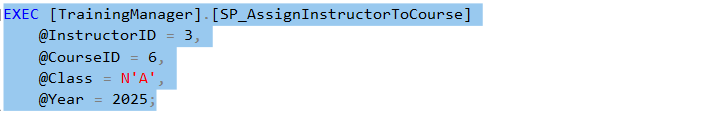 EXEC [TrainingManager].[SP_AssignInstructorToCourse]
@InstructorID = 3,
@CourseID = 6,
@Class = N'A',
@Year = 2025;